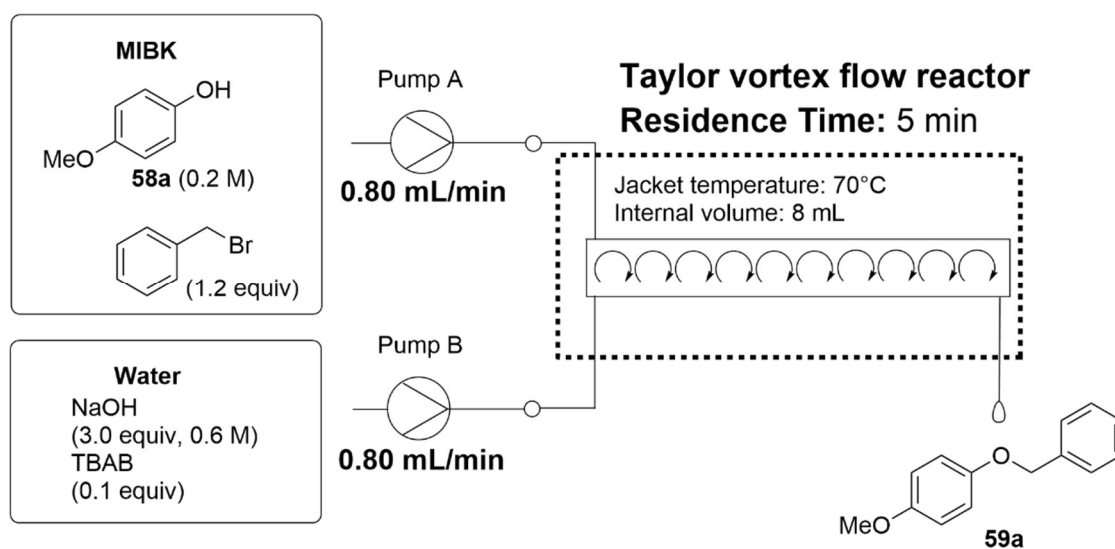 MIBK
OH
MeO
58a (0.2 M)
Br
(1.2 equiv)
Water
NaOH
(3.0 equiv, 0.6 M)
TBAB
(0.1 equiv)
Pump A
0.80 mL/min
Pump B
0.80 mL/min
Taylor vortex flow reactor
Residence Time: 5 min
Jacket temperature: 70°C
Internal volume: 8 mL
O
MeO
59a